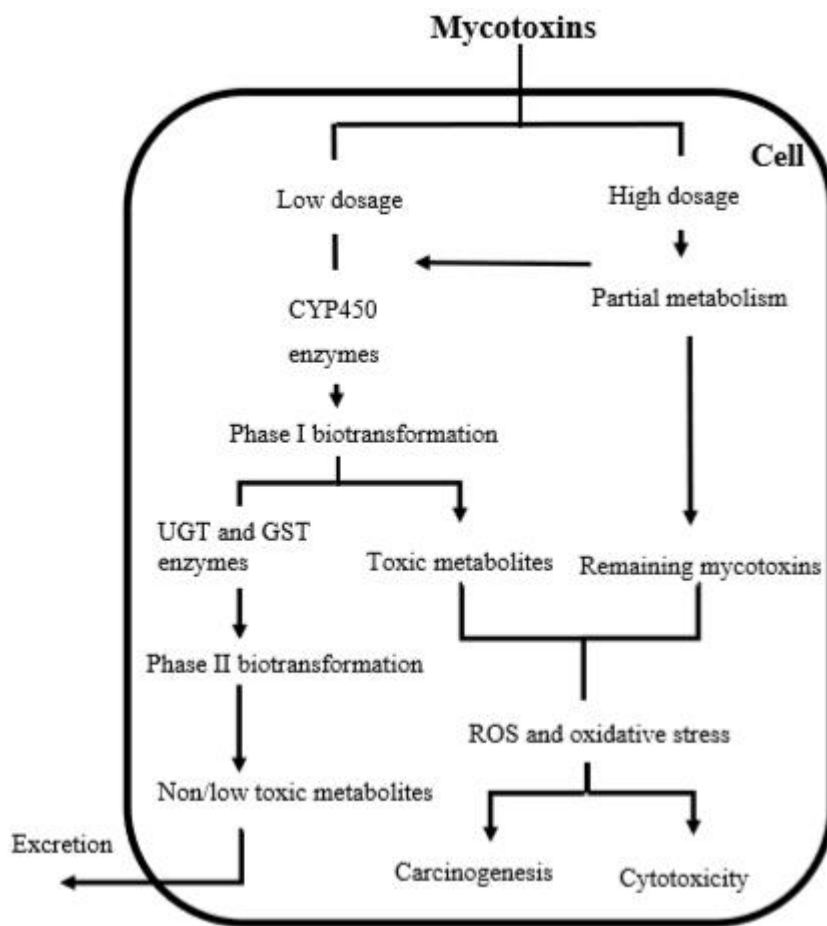 Mycotoxins
Cell
Low dosage
High dosage
Partial metabolism
CYP450
enzymes
Phase I biotransformation
UGT and GST
enzymes
Toxic metabolites
Remaining mycotoxins
Phase II biotransformation
ROS and oxidative stress
Non/low toxic metabolites
Excretion
Carcinogenesis
Cytotoxicity